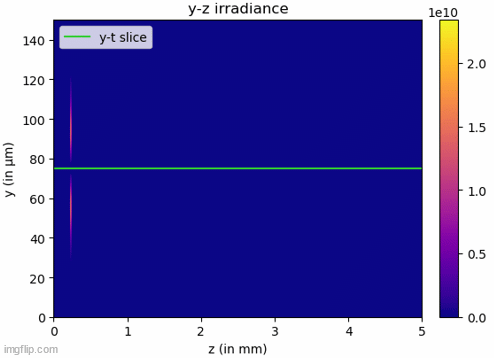 y-z irradiance
1e10
y-t slice
140
120
100
80
60
40
20
0
y (in μm)
0 1 2 3 4 5
z (in mm)
2.0
1.5
1.0
0.5
0.0
imgflip.com